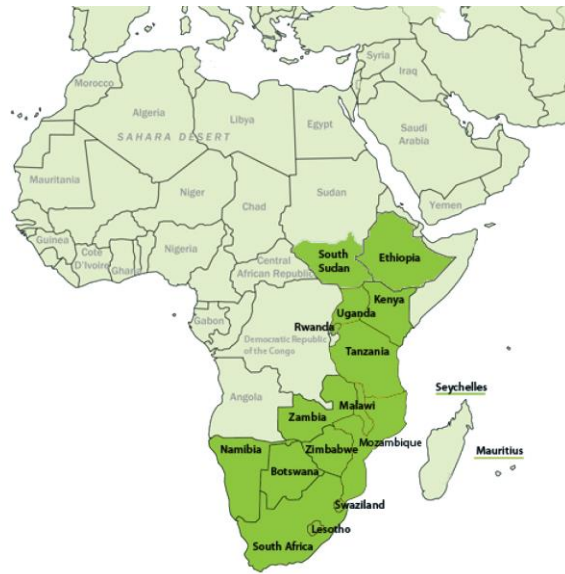 Syria
Iraq
Morocco
Algeria
Libya
Egypt
SAHARA DESERT
Saudi
Arabia
Mauritania
Niger
Chad
Sudan
Yemen
Guinea
Cote
D'Ivoire
Ghana
Nigeria
Central
African Republic
South
Sudan
Ethiopia
Gabon
Uganda
Kenya
Rwanda
Democratic Republic
of the Congo
Tanzania
Seychelles
Angola
Malawi
Zambia
Mozambique
Mauritius
Namibia
Zimbabwe
Botswana
Swaziland
Lesotho
South Africa